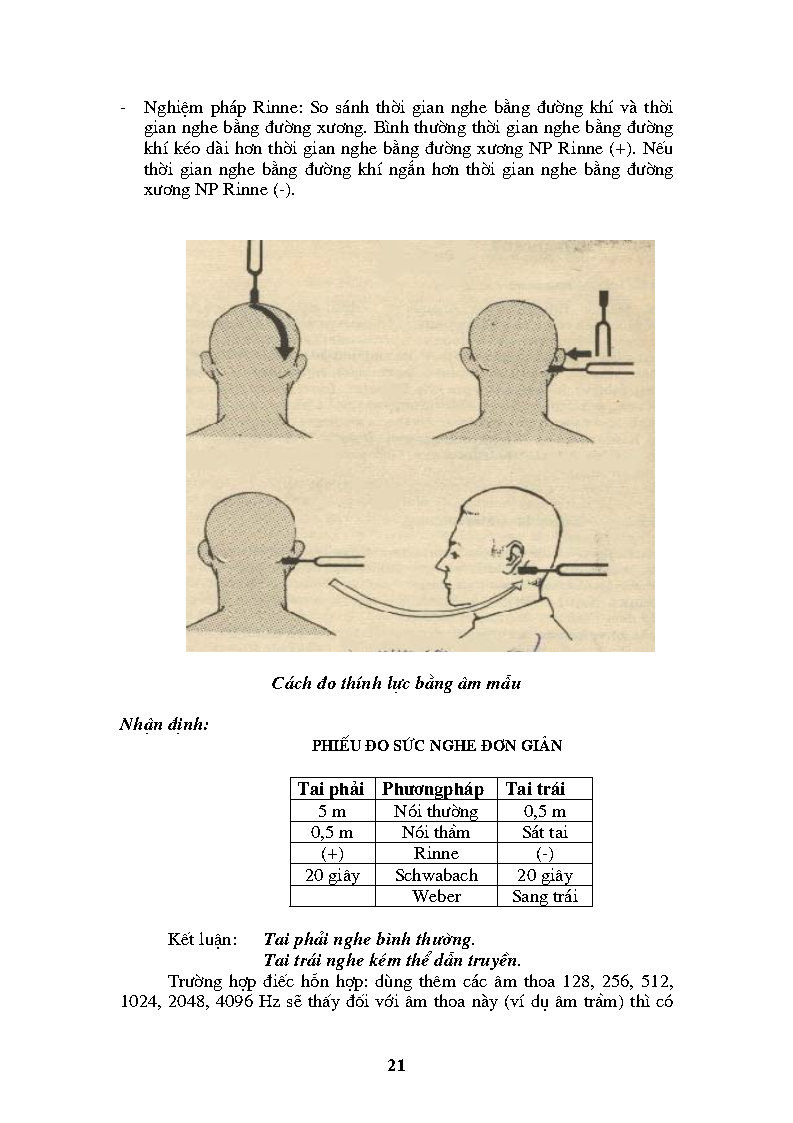 - Nghiệm pháp Rinne: So sánh thời gian nghe bằng đường khí và thời
gian nghe bằng đường xương. Bình thường thời gian nghe bằng đường
khí kéo dài hơn thời gian nghe bằng đường xương NP Rinne (+). Nếu
thời gian nghe bằng đường khí ngắn hơn thời gian nghe bằng đường
xương NP Rinne (-).
Cách đo thính lực bằng âm mẫu
Nhận định:
PHIẾU ĐO SỨC NGHE ĐƠN GIẢN
Tai phải Phươngpháp Tai trái
5 m Nói thường 0,5 m
0,5 m Nói thầm Sát tai
(+) Rinne (-)
20 giây Schwabach 20 giây
Weber Sang trái
Kết luận: Tai phải nghe bình thường.
Tai trái nghe kém thể dẫn truyền.
Trường hợp điếc hỗn hợp: dùng thêm các âm thoa 128, 256, 512,
1024, 2048, 4096 Hz sẽ thấy đối với âm thoa này (ví dụ âm trầm) thì có
21